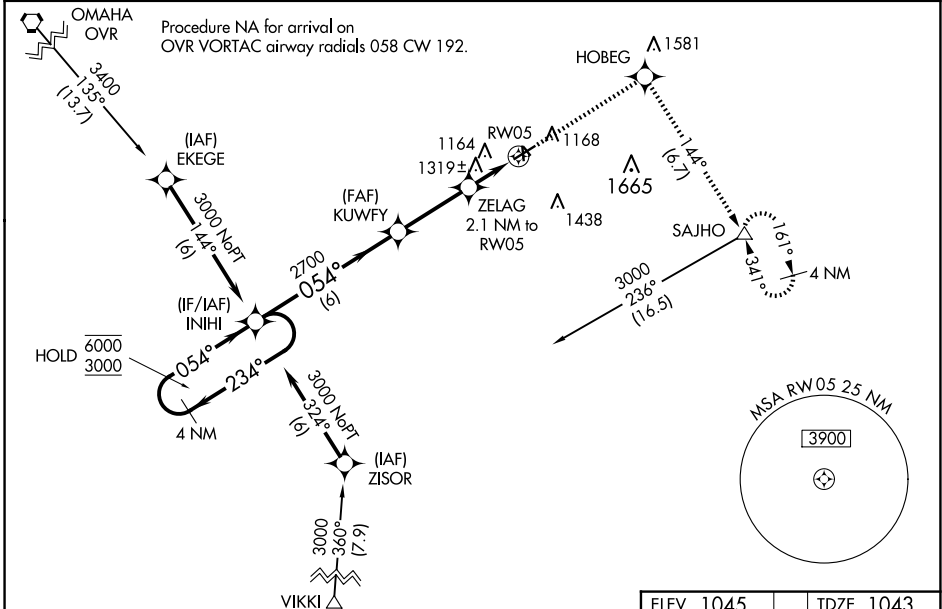 OMAHA
OVR
Procedure NA for arrival on
OVR VORTAC airway radials 058 CW 192.
3400
135°
(13.7)
HOBEG
1581
(IAF)
EKEGE
1164
1319±
RW05
1168
1665
144°
(6.7)
3000 NoPT
144°
(6)
(FAF)
KUWFY
ZELAG
2.1 NM to
RW05
1438
SAJHO
161°
341°
4 NM
2700
054°
(6)
3000
236°
(16.5)
(IF/IAF)
INIHI
HOLD
6000
3000
054°
234°
4 NM
3000 NoPT
324°
(6)
(IAF)
ZISOR
MSA RW05 25 NM
3900
3000
360°
(7.9)
VIKKI
ELEV 1045
TDZE 1043